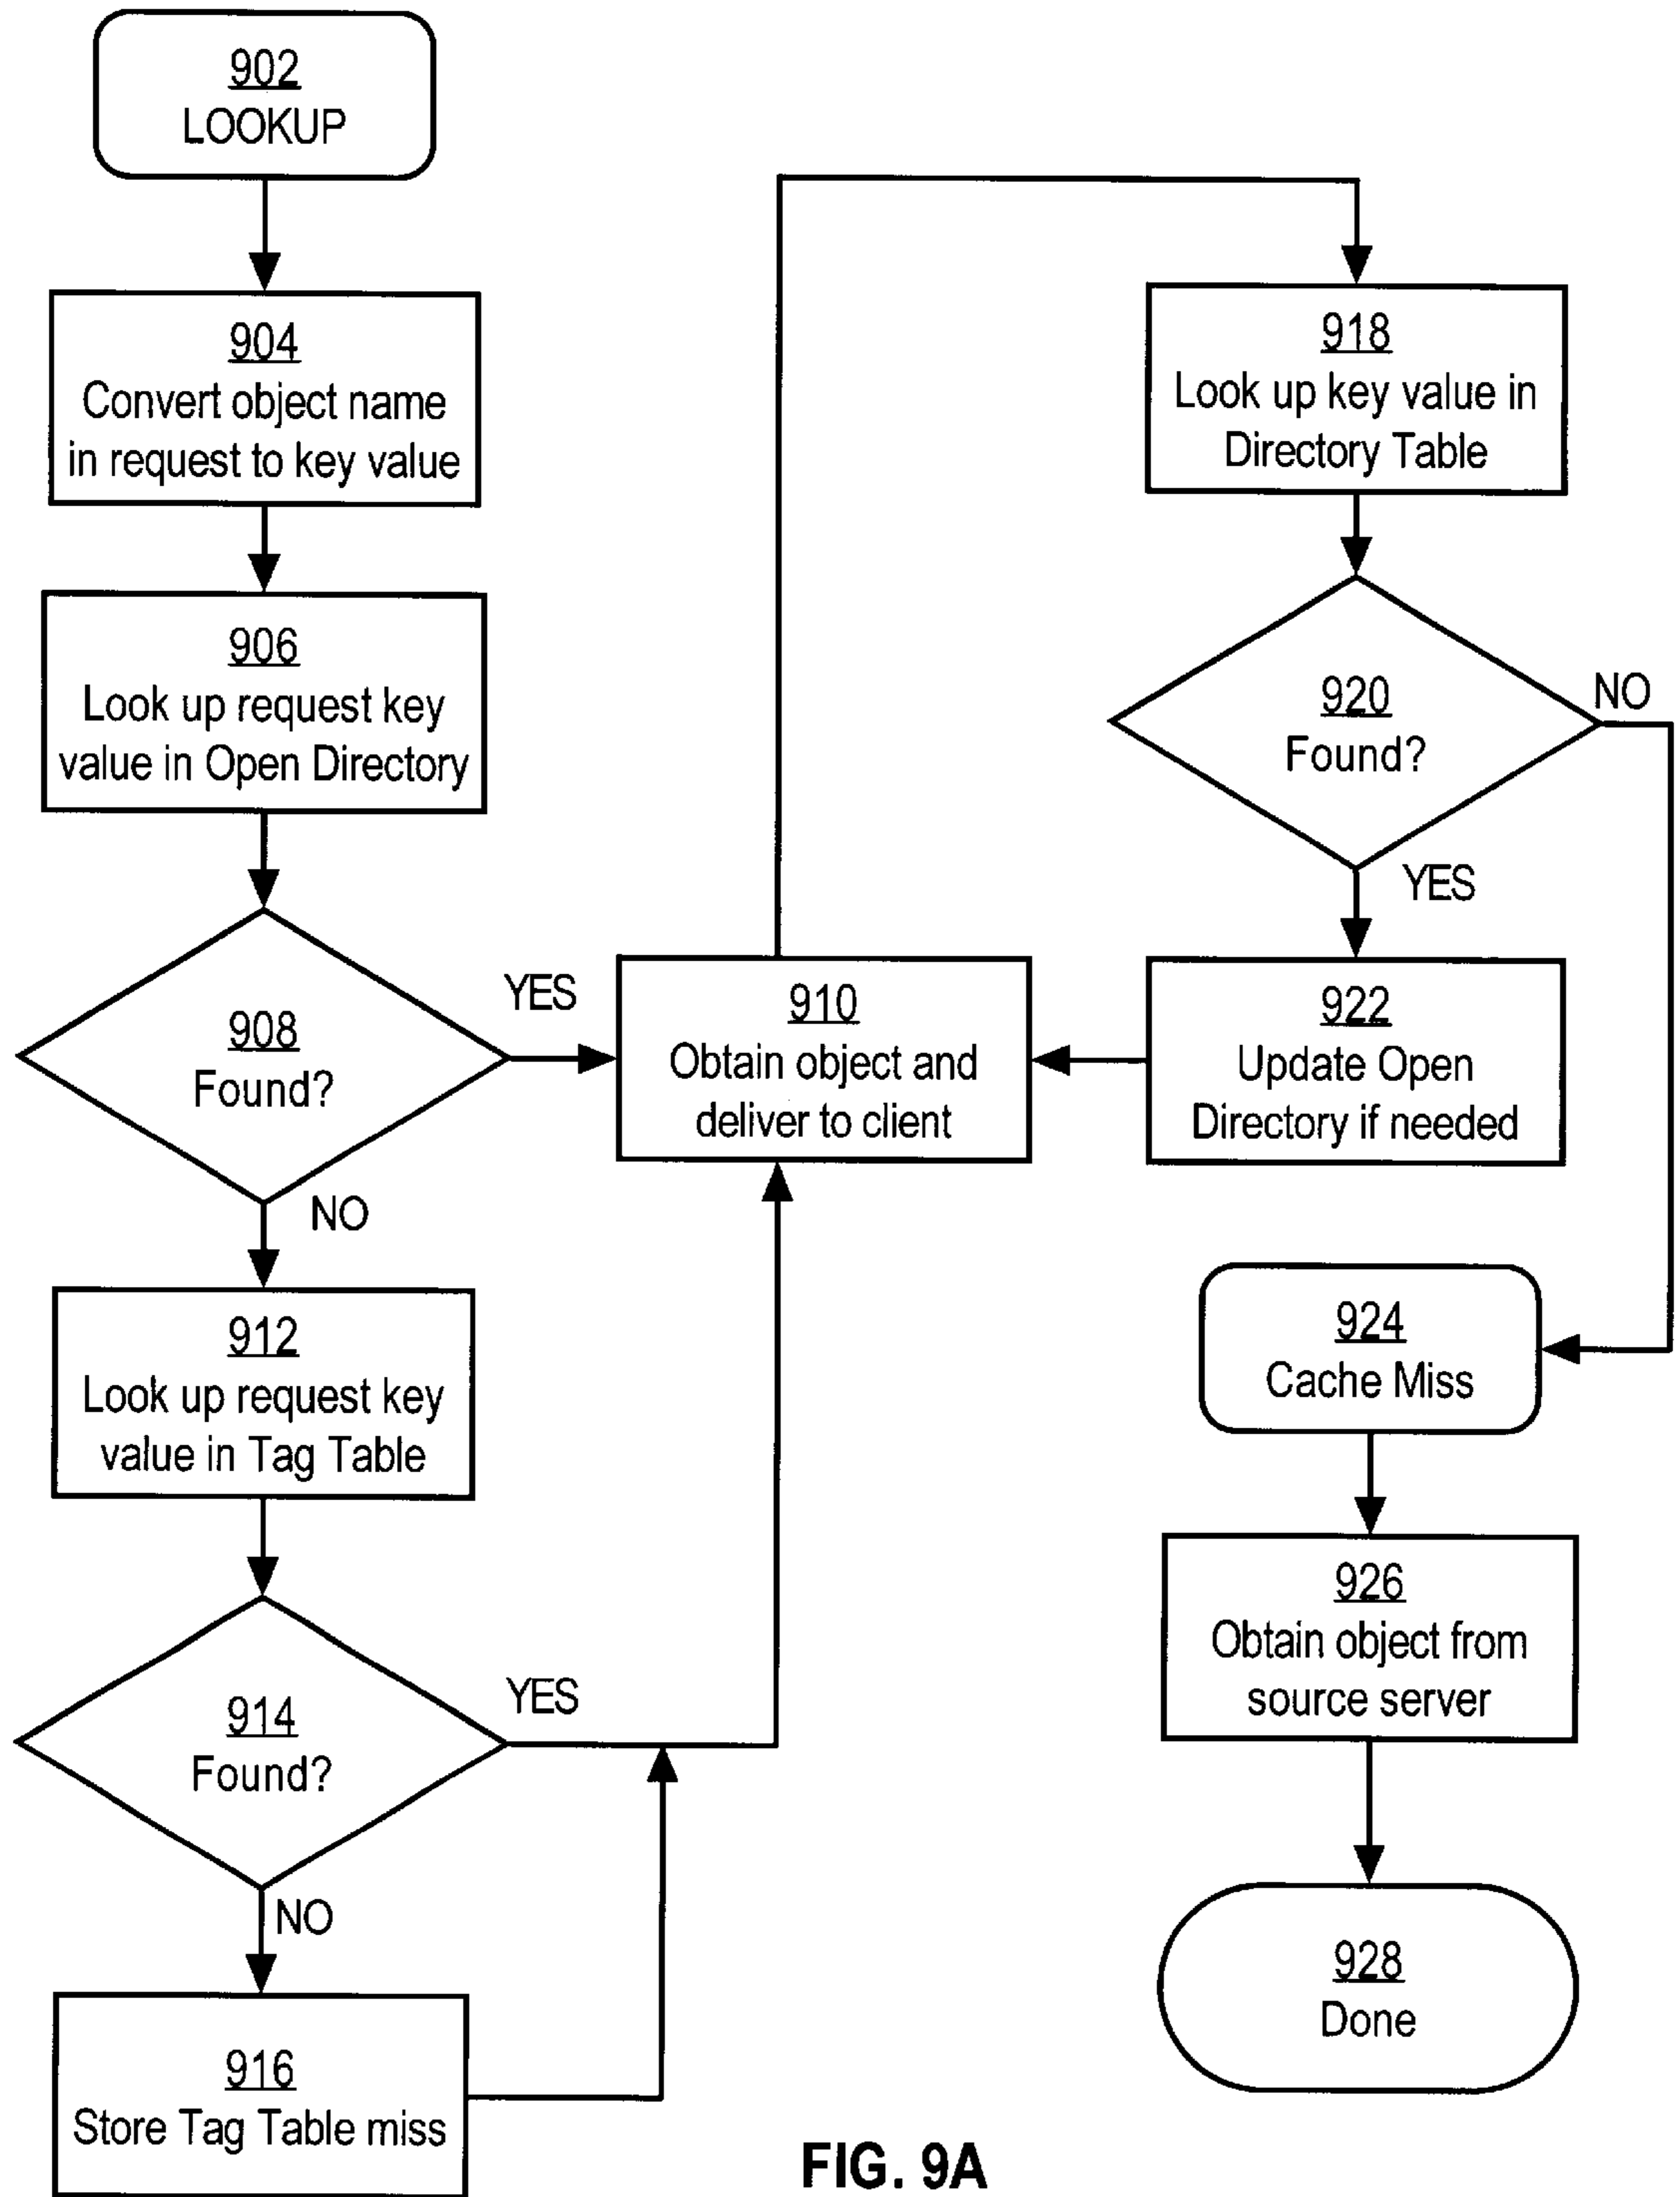 902
LOOKUP
904
Convert object name
in request to key value
906
Look up request key
value in Open Directory
908
Found?
YES
NO
910
Obtain object and
deliver to client
912
Look up request key
value in Tag Table
914
Found?
YES
NO
916
Store Tag Table miss
918
Look up key value in
Directory Table
920
Found?
NO
YES
922
Update Open
Directory if needed
924
Cache Miss
926
Obtain object from
source server
928
Done
FIG. 9A